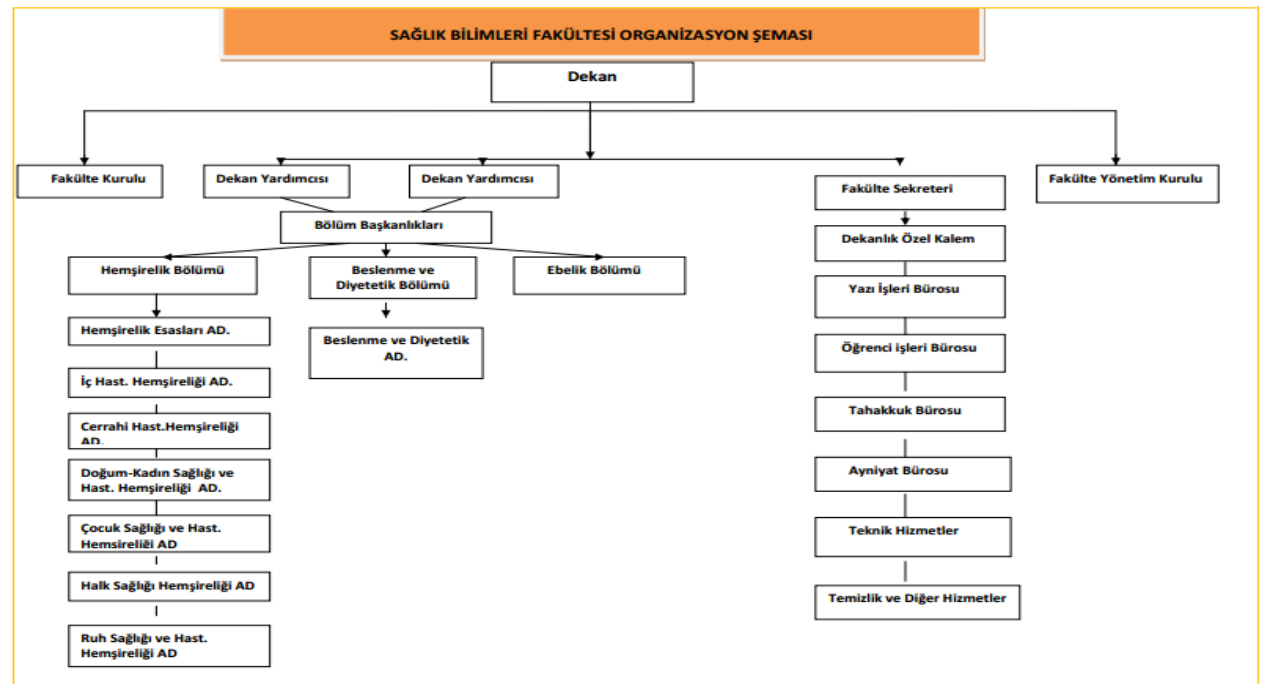 SAĞLIK BİLİMLERİ FAKÜLTESİ ORGANİZASYON ŞEMASI
Dekan
Fakülte Kurulu
Dekan Yardımcısı
Dekan Yardımcısı
Fakülte Sekreteri
Fakülte Yönetim Kurulu
Bölüm Başkanlıkları
Hemşirelik Bölümü
Beslenme ve
Diyetetik Bölümü
Ebelik Bölümü
Hemşirelik Esasları AD.
İç Hast. Hemşireliği AD.
Cerrahi Hast.Hemşireliği
AD.
Doğum-Kadın Sağlığı ve
Hast. Hemşireliği  AD.
Çocuk Sağlığı ve Hast.
Hemşireliği AD
Halk Sağlığı Hemşireliği AD
Ruh Sağlığı ve Hast.
Hemşireliği AD
Beslenme ve Diyetetik
AD.
Dekanlık Özel Kalem
Yazı İşleri Bürosu
Öğrenci işleri Bürosu
Tahakkuk Bürosu
Ayniyat Bürosu
Teknik Hizmetler
Temizlik ve Diğer Hizmetler